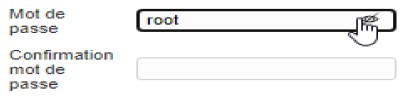 Mot de
passe
root
Confirmation
mot de
passe